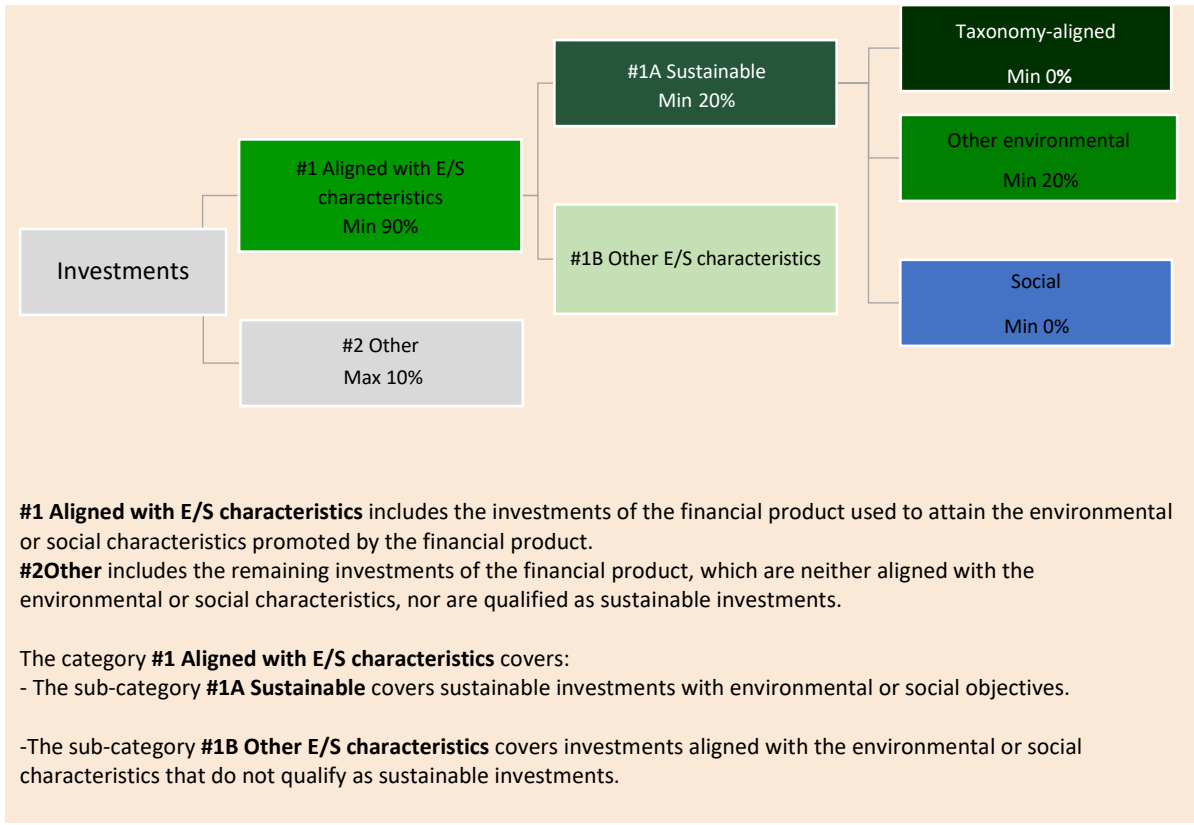 Taxonomy-aligned
Min 0%
#1A Sustainable
Min 20%
Other environmental
Min 20%
#1 Aligned with E/S
characteristics
Min 90%
#1B Other E/S characteristics
Investments
Social
Min 0%
#2 Other
Max 10%
#1 Aligned with E/S characteristics includes the investments of the financial product used to attain the environmental
or social characteristics promoted by the financial product.
#2Other includes the remaining investments of the financial product, which are neither aligned with the
environmental or social characteristics, nor are qualified as sustainable investments.
The category #1 Aligned with E/S characteristics covers:
- The sub-category #1A Sustainable covers sustainable investments with environmental or social objectives.
-The sub-category #1B Other E/S characteristics covers investments aligned with the environmental or social
characteristics that do not qualify as sustainable investments.